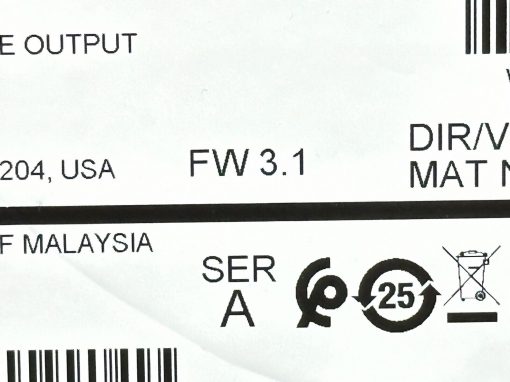 E OUTPUT
204, USA
FW 3.1
DIR/V
MAT
F MALAYSIA
SER
A
25